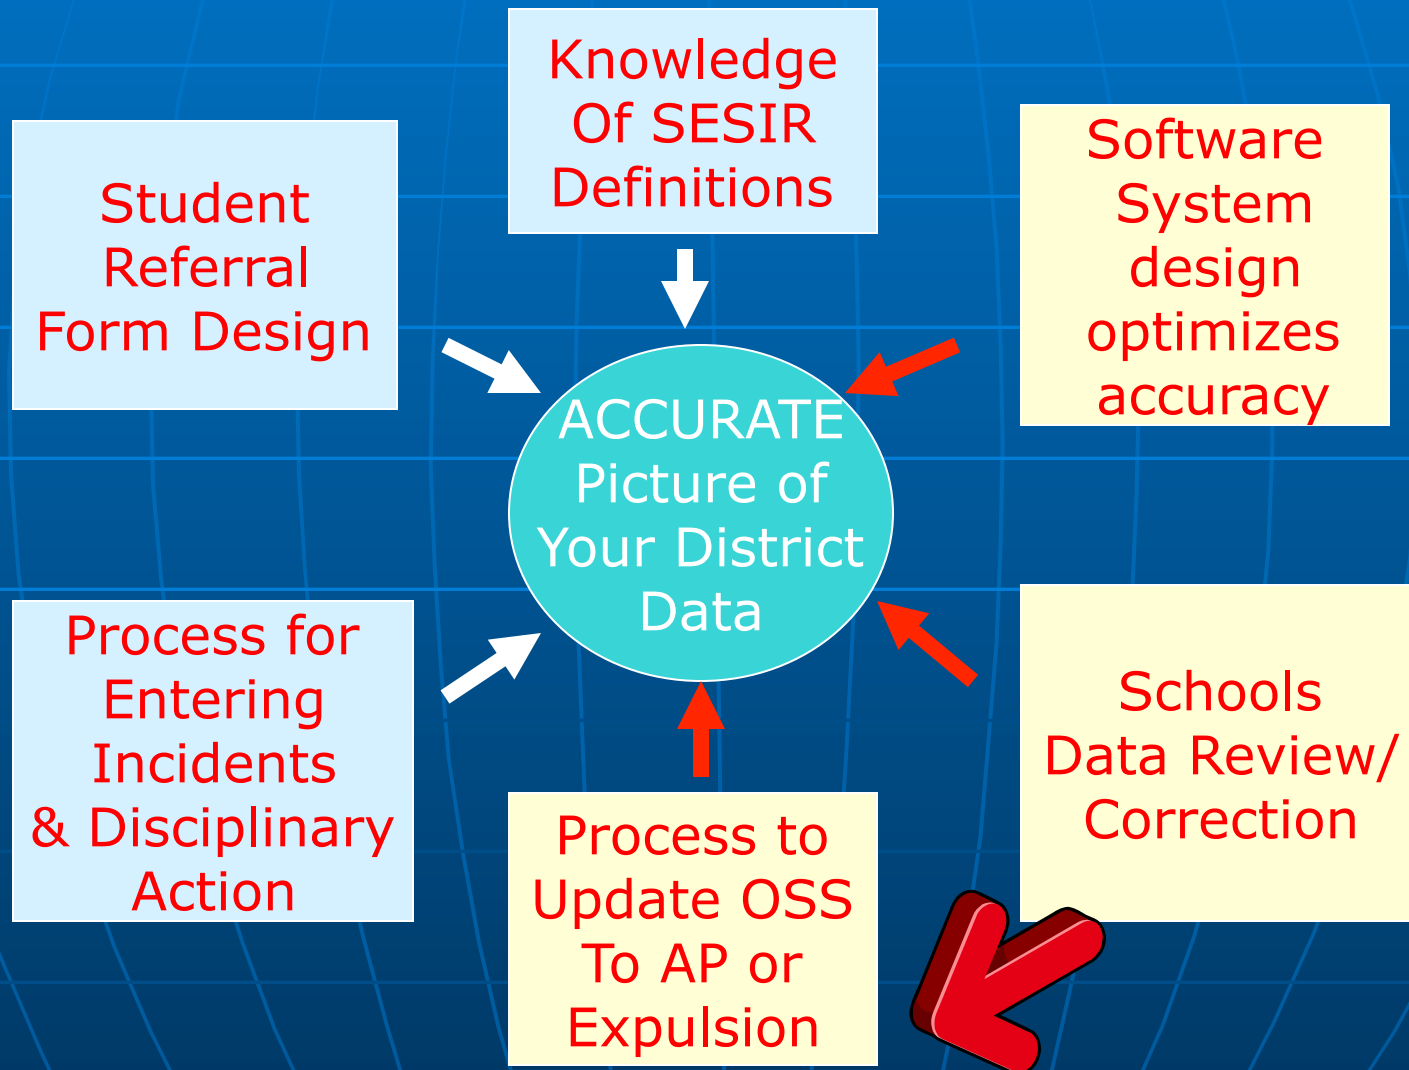 Knowledge
Of SESIR
Definitions
Student
Referral
Form Design
Software
System
design
optimizes
accuracy
ACCURATE
Picture of
Your District
Data
Process for
Entering
Incidents
& Disciplinary
Action
Schools
Data Review/
Correction
Process to
Update OSS
To AP or
Expulsion